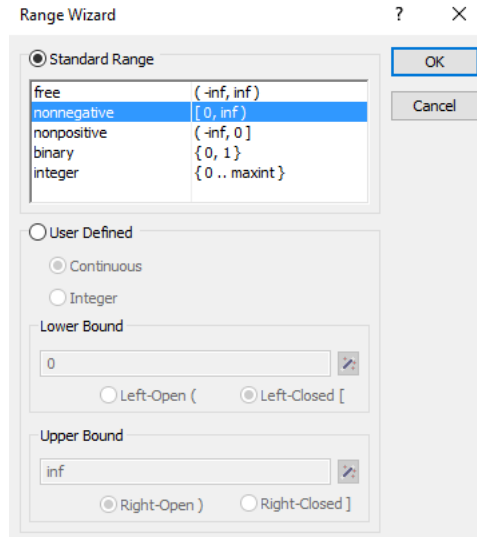 Range Wizard ? ×
Standard Range OK
free ( -inf, inf )
nonnegative [ 0, inf ) Cancel
nonpositive ( -inf, 0 ]
binary { 0, 1 }
integer { 0 .. maxint }
User Defined
Continuous
Integer
Lower Bound
0
Left-Open ( Left-Closed [
Upper Bound
inf
Right-Open ) Right-Closed ]